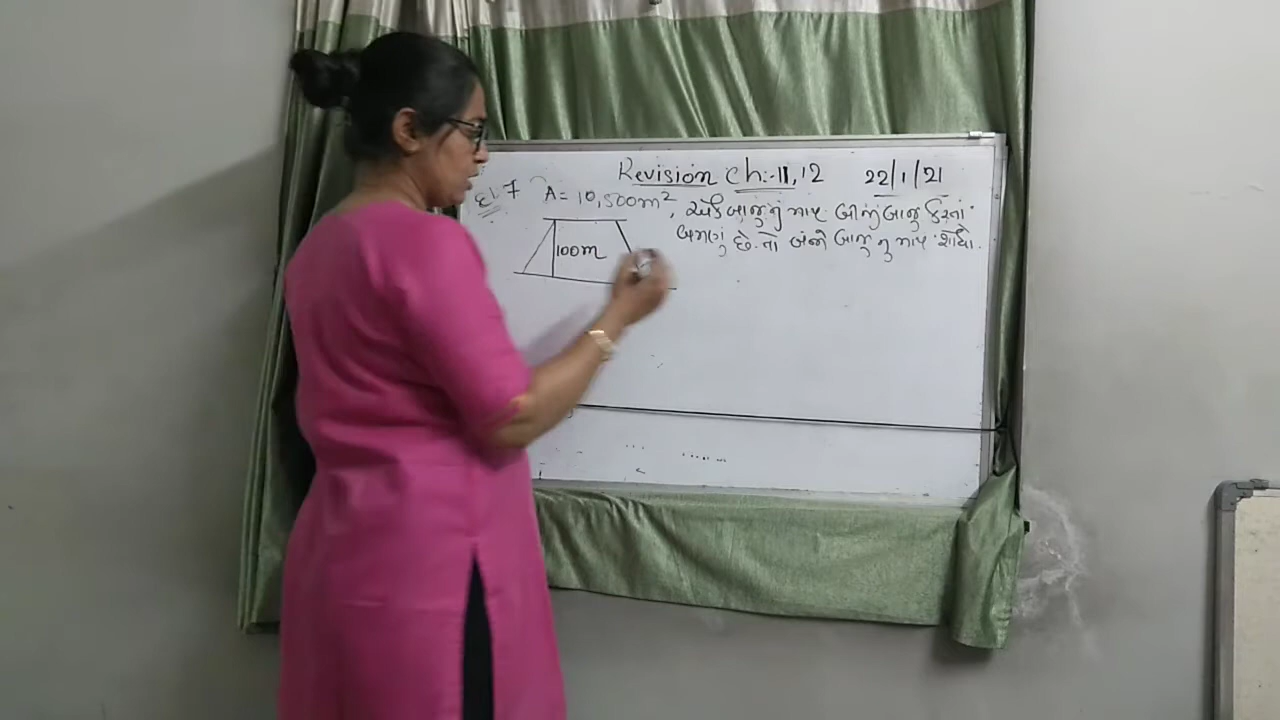 Revision Ch:-11, 12 22/1/21
દા. 7 A = 10,500m², એક બાજુનું માપ બીજી બાજુ કરતાં
બમણું છે. તો બંને બાજુ નું માપ શોધો.
100m